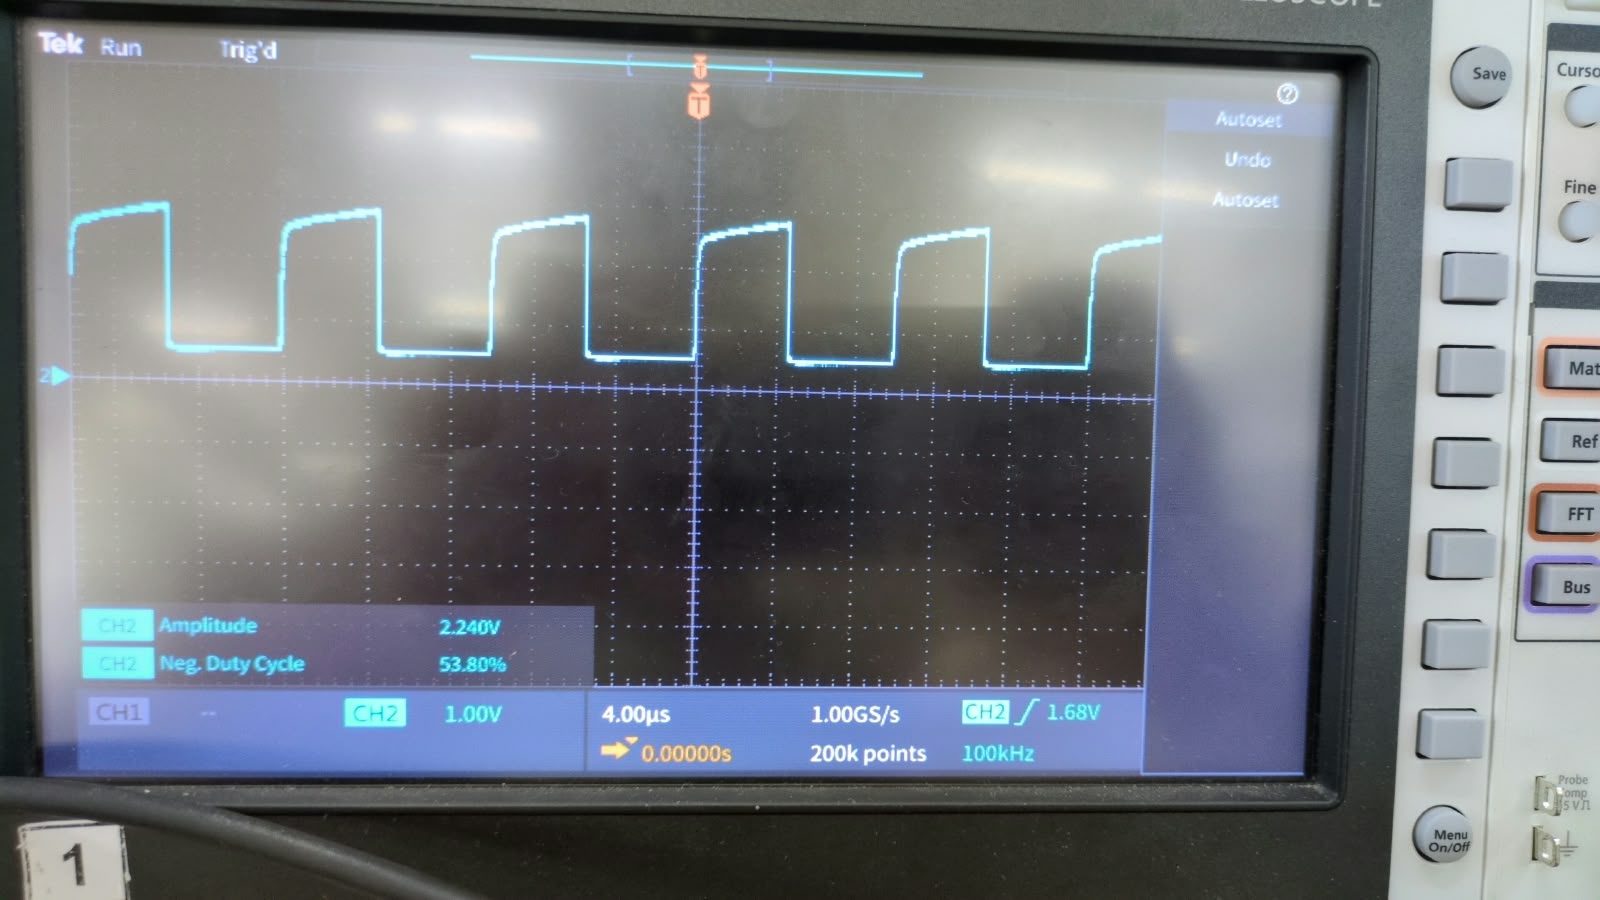 Tek Run Trig'd
T
?
Autoset
Undo
Autoset
2
CH2 Amplitude 2.240V
CH2 Neg. Duty Cycle 53.80%
CH1 -- CH2 1.00V 4.00µs 1.00GS/s CH2 1.68V
0.00000s 200k points 100kHz
1
Save
Fine
Ref
FFT
Bus
Menu
On/Off
Probe